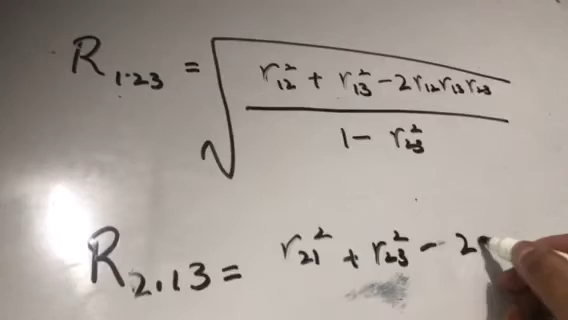 R₁.₂₃ = √((r₁₂² + r₁₃² − 2r₁₂r₁₃r₂₃) / (1 − r₂₃²))
R₂.₁₃ = r₂₁² + r₂₃² − 2